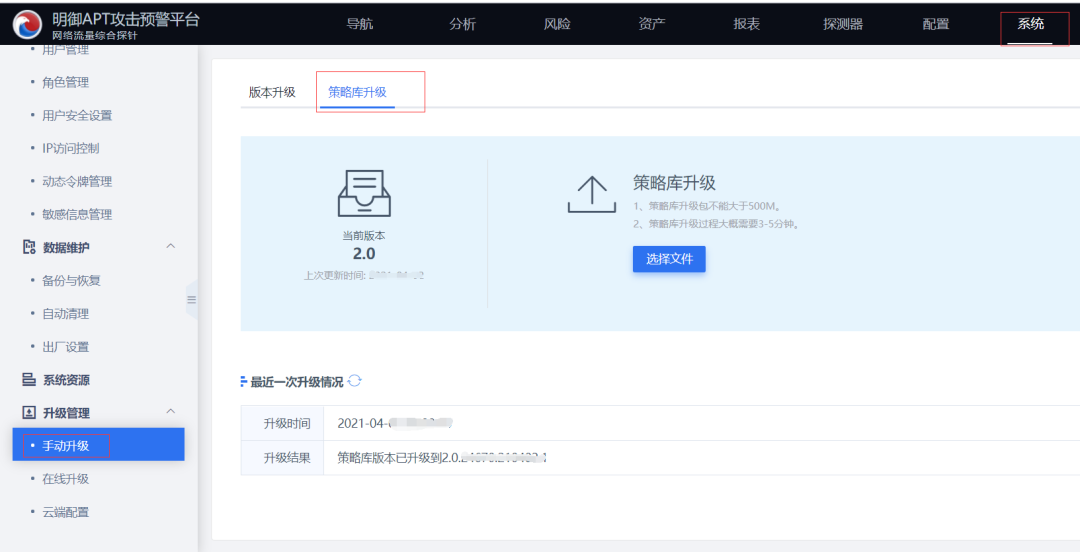 明御APT攻击预警平台
网络流量综合探针
导航
分析
风险
资产
报表
探测器
配置
系统
用户管理
角色管理
用户安全设置
IP访问控制
动态令牌管理
敏感信息管理
数据维护
备份与恢复
自动清理
出厂设置
系统资源
升级管理
手动升级
在线升级
云端配置
版本升级
策略库升级
当前版本
2.0
上次更新时间:
策略库升级
1、策略库升级包不能大于500M。
2、策略库升级过程大概需要3-5分钟。
选择文件
最近一次升级情况
升级时间
2021-04-
升级结果
策略库版本已升级到2.0.